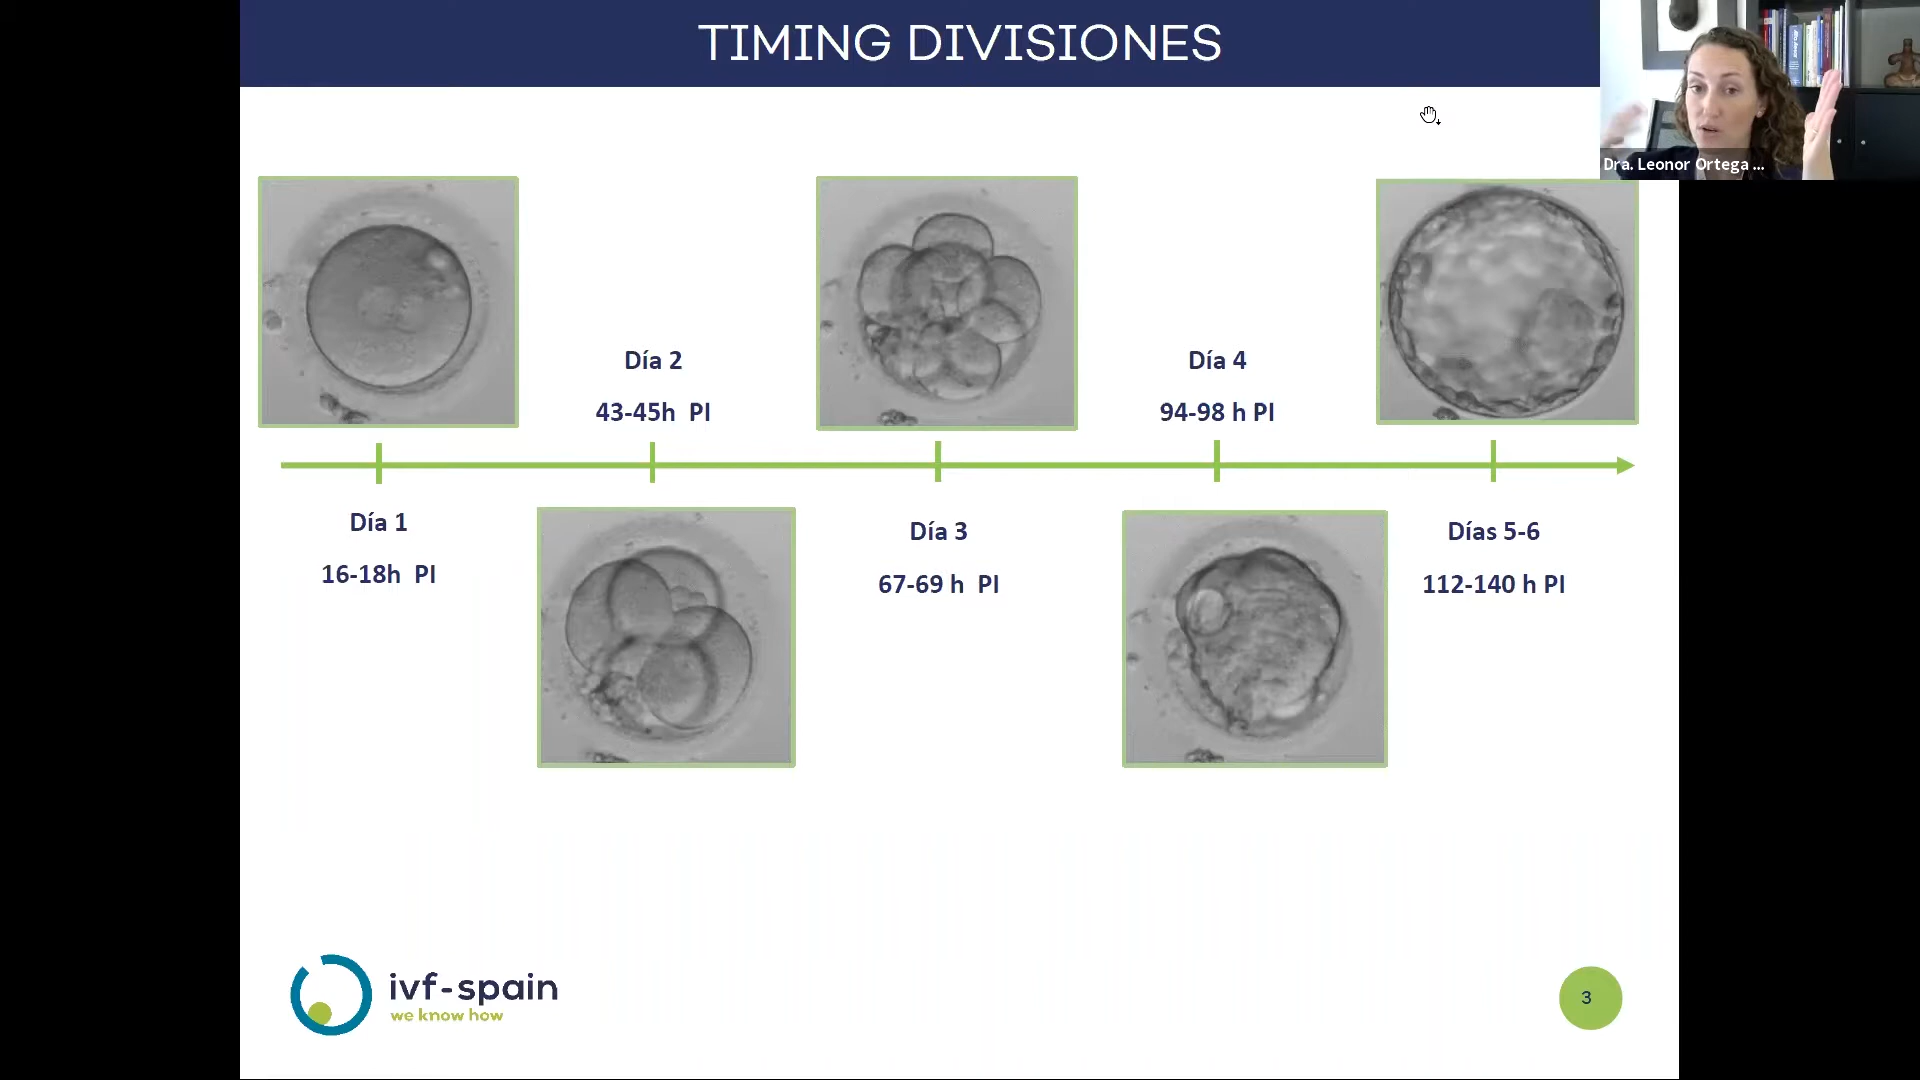 TIMING DIVISIONES
Dra. Leonor Ortega ...
Día 2
43-45h PI
Día 4
94-98 h PI
Día 1
16-18h PI
Día 3
67-69 h PI
Días 5-6
112-140 h PI
ivf-spain
we know how
3